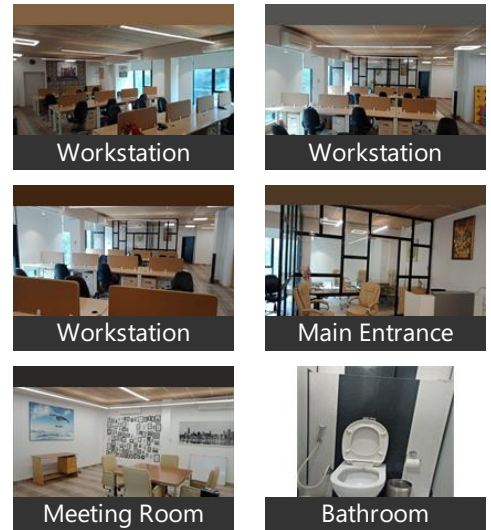 Workstation
Workstation
Workstation
Main Entrance
Meeting Room
Bathroom